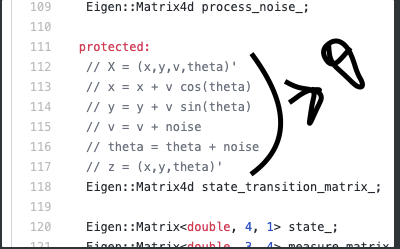 109 Eigen::Matrix4d process_noise_;
110
111 protected:
112 // X = (x,y,v,theta)'
113 // x = x + v cos(theta)
114 // y = y + v sin(theta)
115 // v = v + noise
116 // theta = theta + noise
117 // z = (x,y,theta)'
118 Eigen::Matrix4d state_transition_matrix_;
119
120 Eigen::Matrix<double, 4, 1> state_;
121 Eigen::Matrix<double, 3, 4> measure_matrix